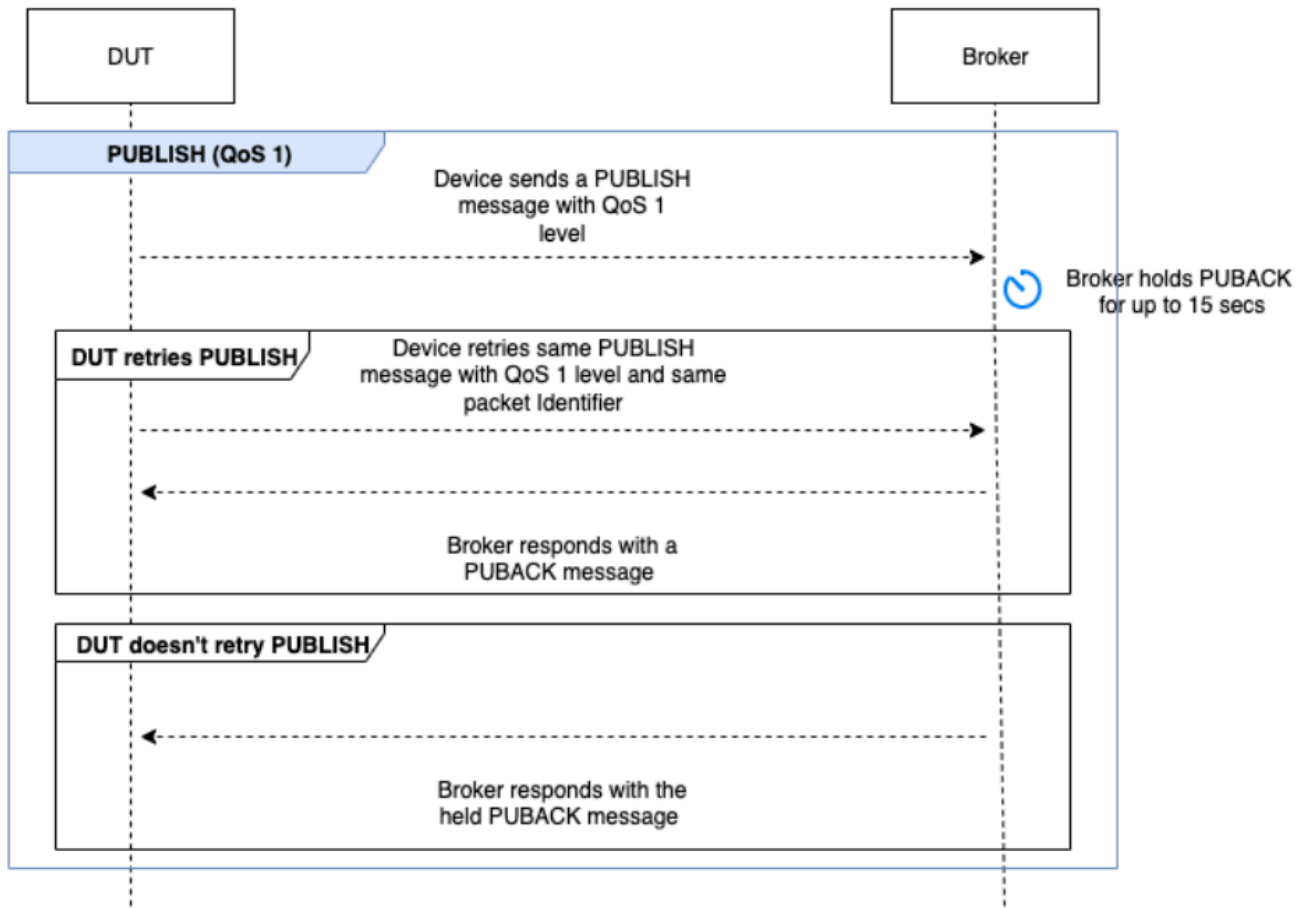 DUT
Broker
PUBLISH (QoS 1)
Device sends a PUBLISH
message with QoS 1
level
Broker holds PUBACK
for up to 15 secs
DUT retries PUBLISH
Device retries same PUBLISH
message with QoS 1 level and same
packet Identifier
Broker responds with a
PUBACK message
DUT doesn't retry PUBLISH
Broker responds with the
held PUBACK message